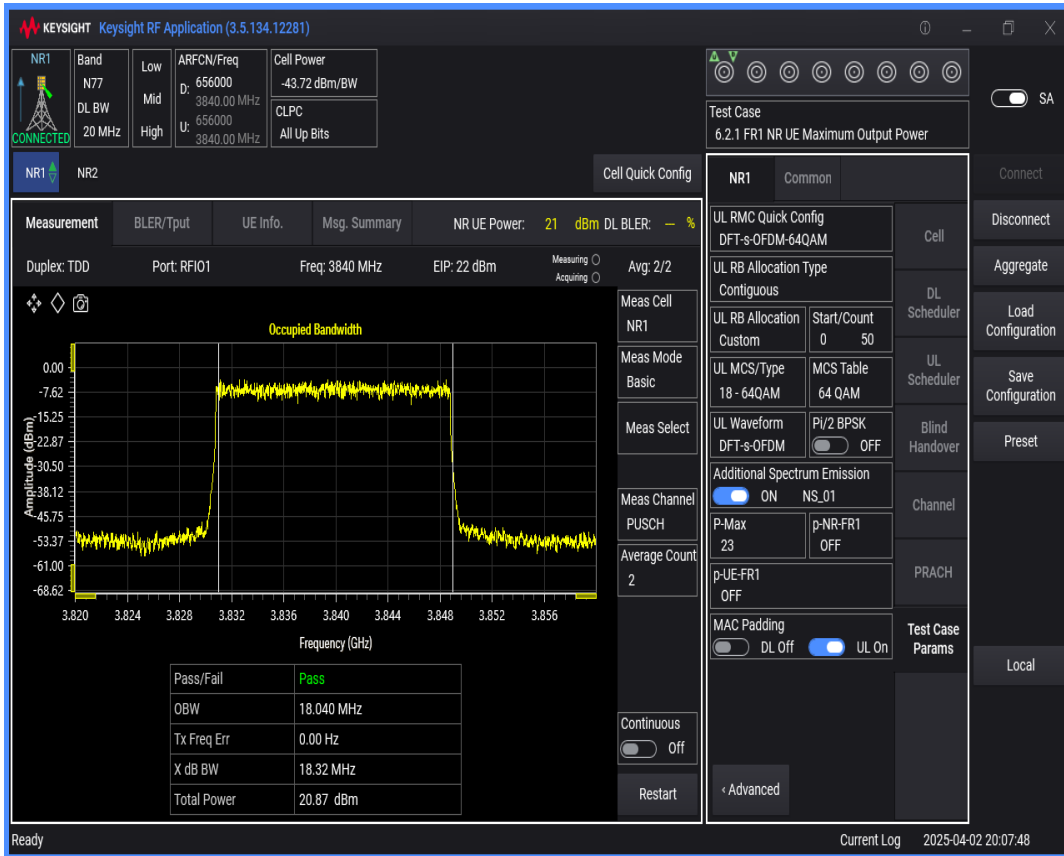 KEYSIGHT Keysight RF Application (3.5.134.12281)
NR1
CONNECTED
Band
N77
DL BW
20 MHz
Low
Mid
High
ARFCN/Freq
D: 656000
3840.00 MHz
U: 656000
3840.00 MHz
Cell Power
-43.72 dBm/BW
CLPC
All Up Bits
Test Case
6.2.1 FR1 NR UE Maximum Output Power
SA
NR1 NR2
Cell Quick Config
Measurement BLER/Tput UE Info. Msg. Summary NR UE Power: 21 dBm DL BLER: -- %
Duplex: TDD Port: RFIO1 Freq: 3840 MHz EIP: 22 dBm Measuring Avg: 2/2
Acquiring
Occupied Bandwidth
Amplitude (dBm)
0.00
-7.62
-15.25
-22.87
-30.50
-38.12
-45.75
-53.37
-61.00
-68.62
3.820 3.824 3.828 3.832 3.836 3.840 3.844 3.848 3.852 3.856
Frequency (GHz)
Pass/Fail Pass
OBW 18.040 MHz
Tx Freq Err 0.00 Hz
X dB BW 18.32 MHz
Total Power 20.87 dBm
Meas Cell
NR1
Meas Mode
Basic
Meas Select
Meas Channel
PUSCH
Average Count
2
Continuous
Off
Restart
NR1 Common
UL RMC Quick Config
DFT-s-OFDM-64QAM
UL RB Allocation Type
Contiguous
UL RB Allocation
Custom
Start/Count
0 50
UL MCS/Type
18 - 64QAM
MCS Table
64 QAM
UL Waveform
DFT-s-OFDM
Pi/2 BPSK
OFF
Additional Spectrum Emission
ON NS_01
P-Max
23
p-NR-FR1
OFF
p-UE-FR1
OFF
MAC Padding
DL Off UL On
‹ Advanced
Cell
DL
Scheduler
UL
Scheduler
Blind
Handover
Channel
PRACH
Test Case
Params
Connect
Disconnect
Aggregate
Load
Configuration
Save
Configuration
Preset
Local
Ready
Current Log 2025-04-02 20:07:48